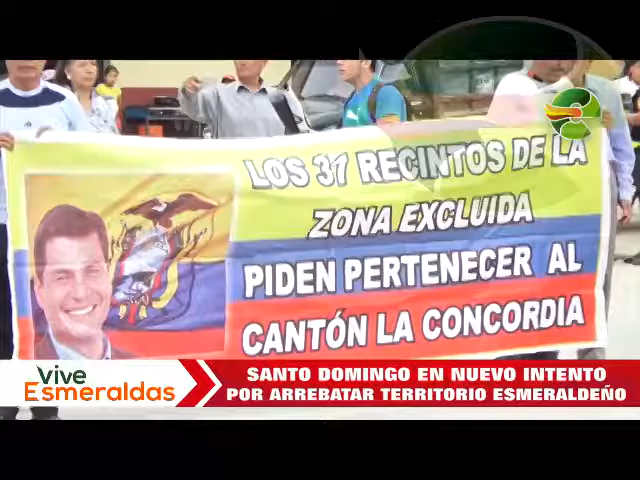 LOS 37 RECINTOS DE LA
ZONA EXCLUIDA
PIDEN PERTENECER AL
CANTÓN LA CONCORDIA
Vive
Esmeraldas
SANTO DOMINGO EN NUEVO INTENTO
POR ARREBATAR TERRITORIO ESMERALDEÑO